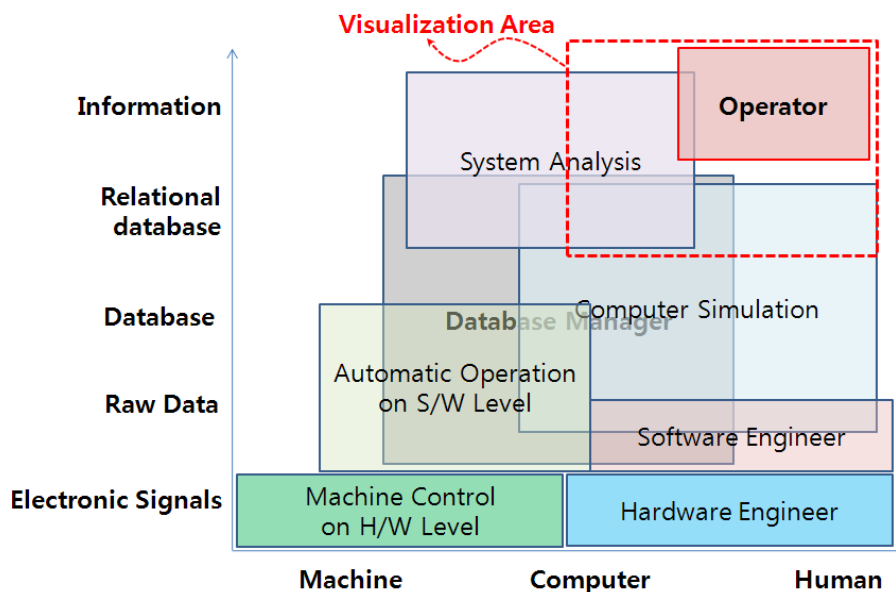 Visualization Area
Information
Operator
System Analysis
Relational
database
Database
Computer Simulation
Database Manager
Automatic Operation
on S/W Level
Raw Data
Software Engineer
Electronic Signals
Machine Control
on H/W Level
Hardware Engineer
Machine
Computer
Human